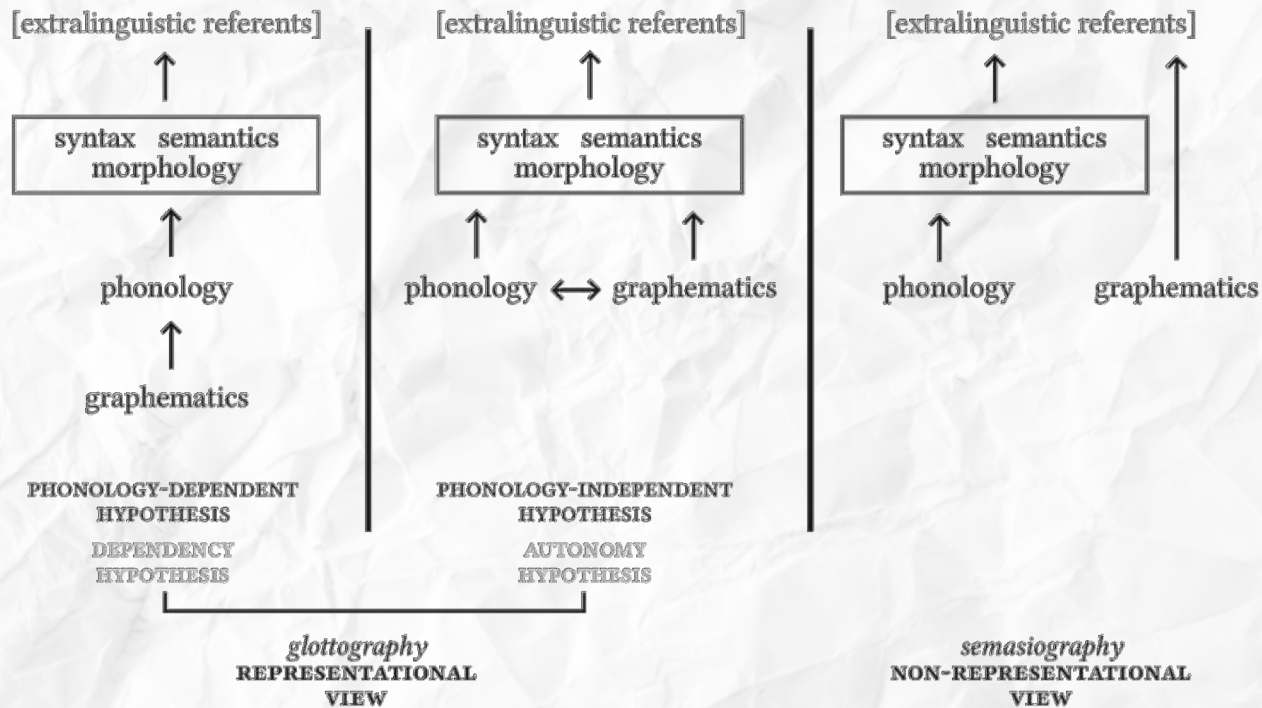 [extralinguistic referents]
syntax semantics
morphology
phonology
graphematics
PHONOLOGY-DEPENDENT
HYPOTHESIS
DEPENDENCY
HYPOTHESIS
[extralinguistic referents]
syntax semantics
morphology
phonology graphematics
PHONOLOGY-INDEPENDENT
HYPOTHESIS
AUTONOMY
HYPOTHESIS
glottography
REPRESENTATIONAL
VIEW
[extralinguistic referents]
syntax semantics
morphology
phonology graphematics
semasiography
NON-REPRESENTATIONAL
VIEW